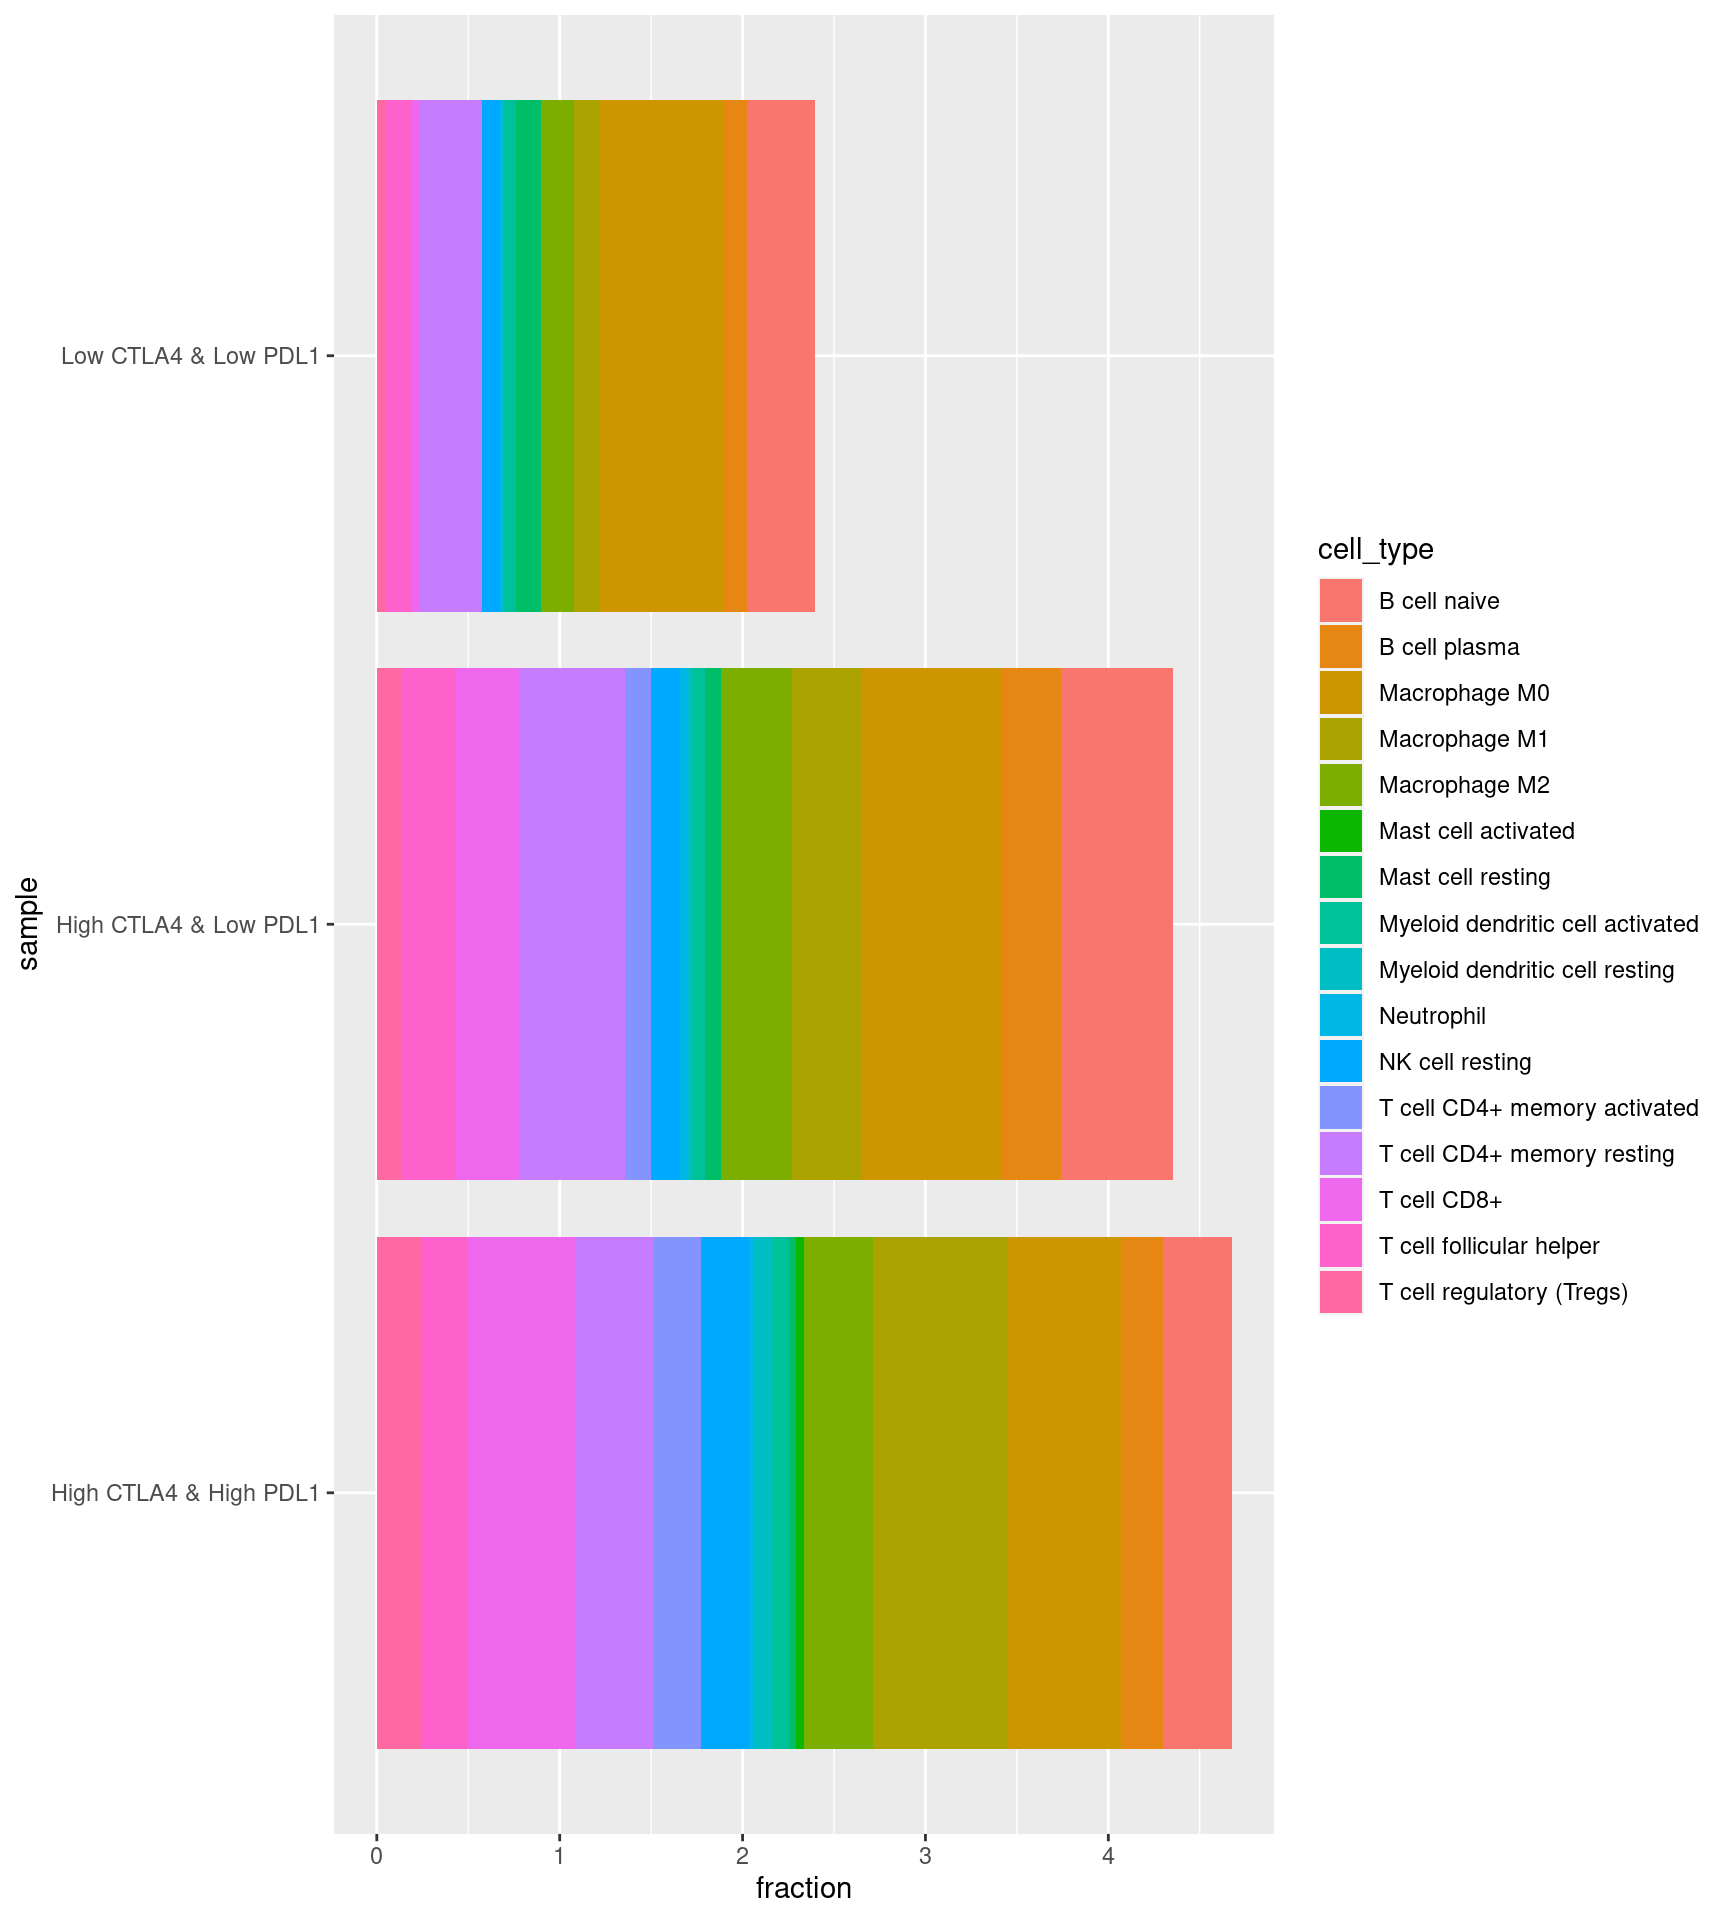 Low CTLA4 & Low PDL1
High CTLA4 & Low PDL1
High CTLA4 & High PDL1
sample
0 1 2 3 4
fraction
cell_type
B cell naive
B cell plasma
Macrophage M0
Macrophage M1
Macrophage M2
Mast cell activated
Mast cell resting
Myeloid dendritic cell activated
Myeloid dendritic cell resting
Neutrophil
NK cell resting
T cell CD4+ memory activated
T cell CD4+ memory resting
T cell CD8+
T cell follicular helper
T cell regulatory (Tregs)